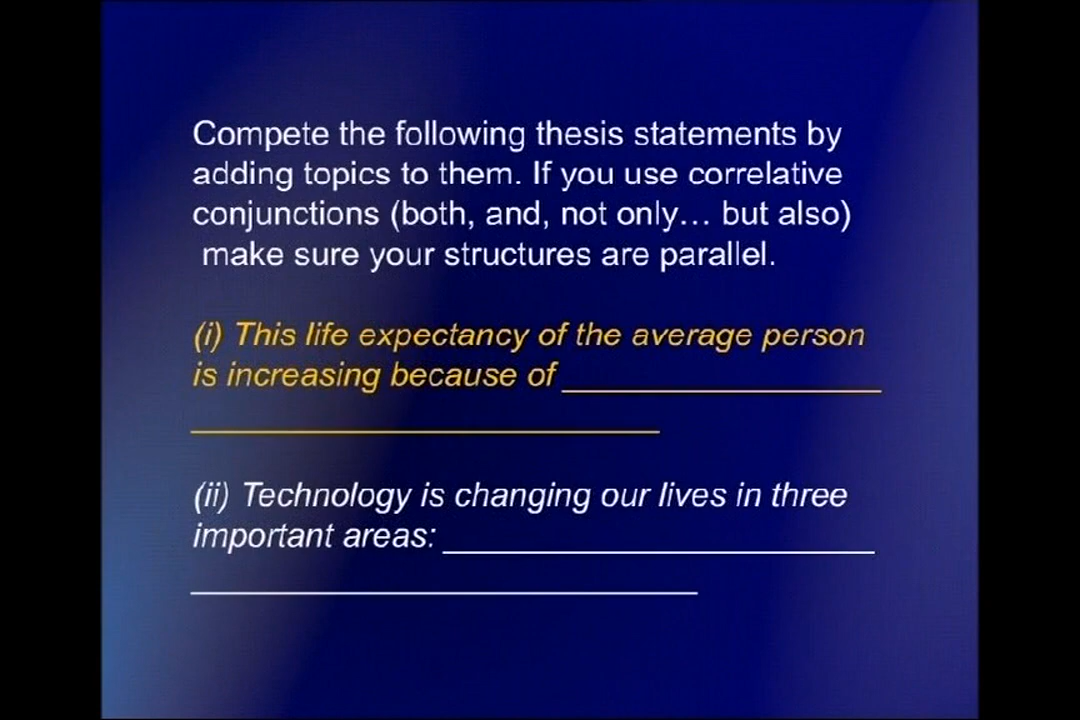 Compete the following thesis statements by
adding topics to them. If you use correlative
conjunctions (both, and, not only... but also)
make sure your structures are parallel.
(i) This life expectancy of the average person
is increasing because of ____________________
_____________________________
(ii) Technology is changing our lives in three
important areas: ___________________________
________________________________